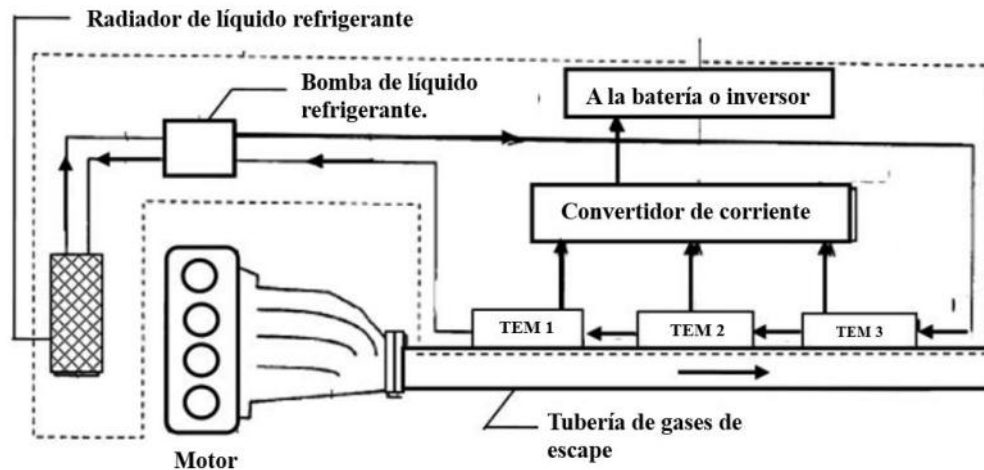 Radiador de líquido refrigerante
Bomba de líquido
refrigerante.
A la batería o inversor
Convertidor de corriente
TEM 1
TEM 2
TEM 3
Tubería de gases de
escape
Motor